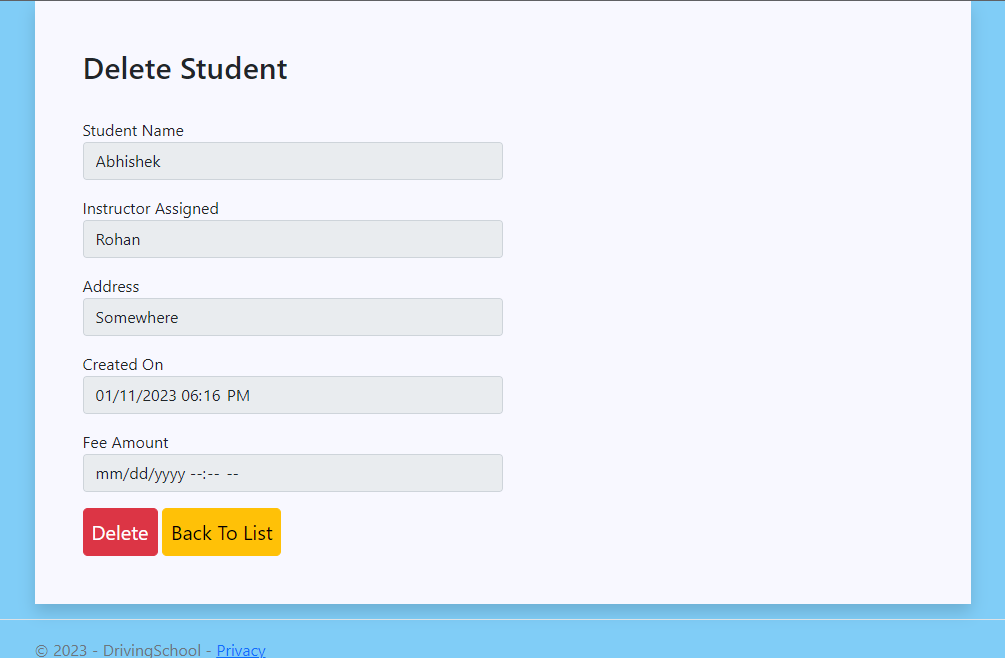 Delete Student
Student Name
Abhishek
Instructor Assigned
Rohan
Address
Somewhere
Created On
01/11/2023 06:16 PM
Fee Amount
mm/dd/yyyy --:-- --
Delete Back To List
© 2023 - DrivingSchool - Privacy